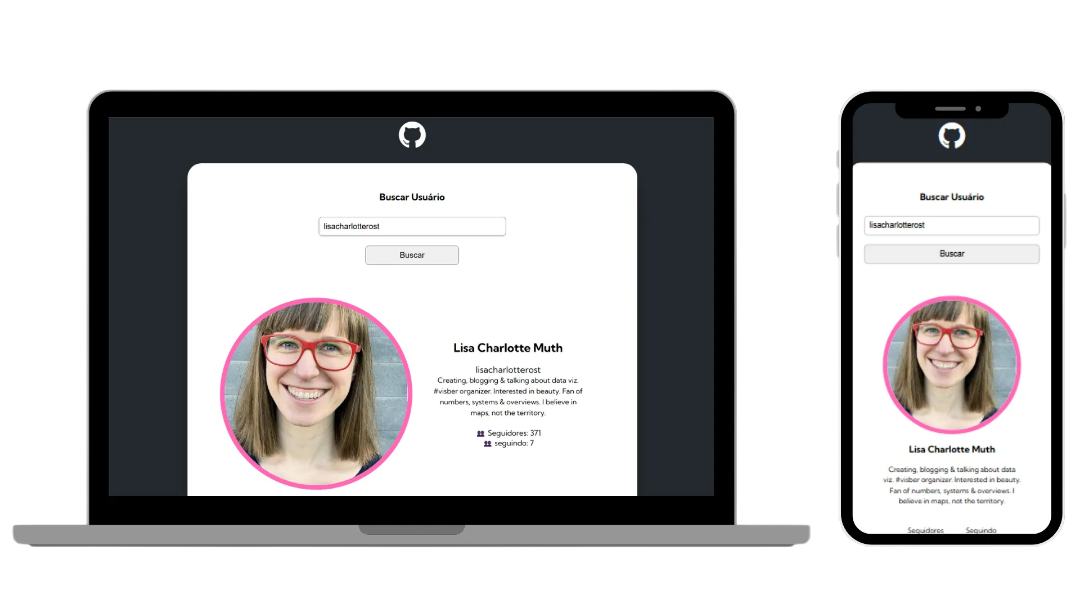 Buscar Usuário
lisacharlotterost
Buscar
Lisa Charlotte Muth
lisacharlotterost
Creating, blogging & talking about data viz.
#visber organizer. Interested in beauty. Fan of
numbers, systems & overviews. I believe in
maps, not the territory.
Seguidores: 371
seguindo: 7
Buscar Usuário
lisacharlotterost
Buscar
Lisa Charlotte Muth
Creating, blogging & talking about data
viz. #visber organizer. Interested in beauty.
Fan of numbers, systems & overviews. I
believe in maps, not the territory.
Seguidores Seguindo